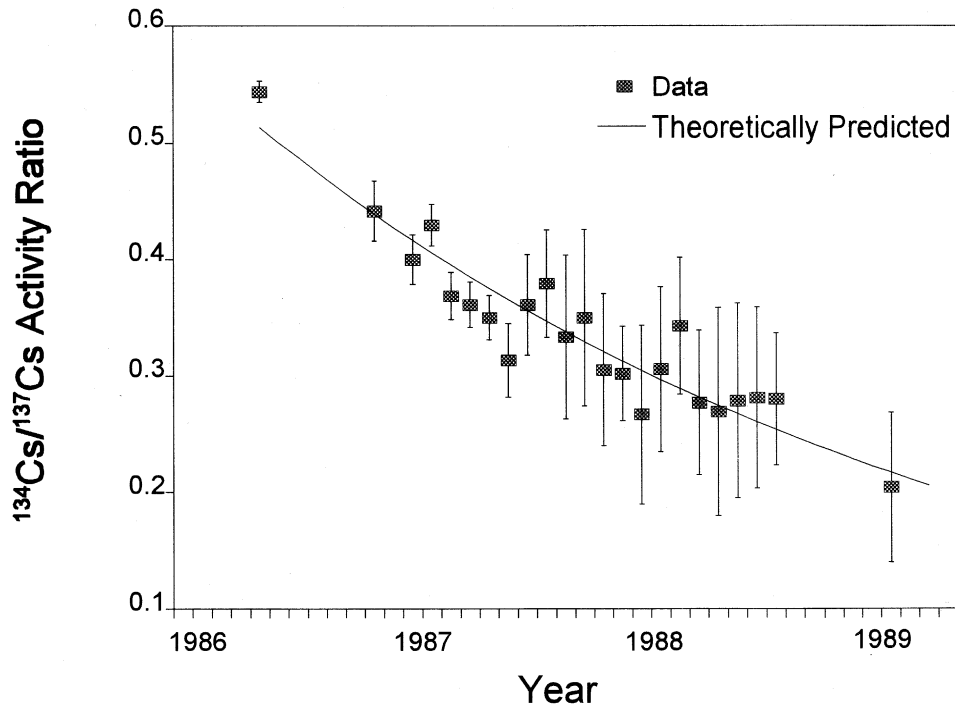 0.6
0.5
0.4
0.3
0.2
0.1
¹³⁴Cs/¹³⁷Cs Activity Ratio
Data
Theoretically Predicted
1986
1987
1988
1989
Year